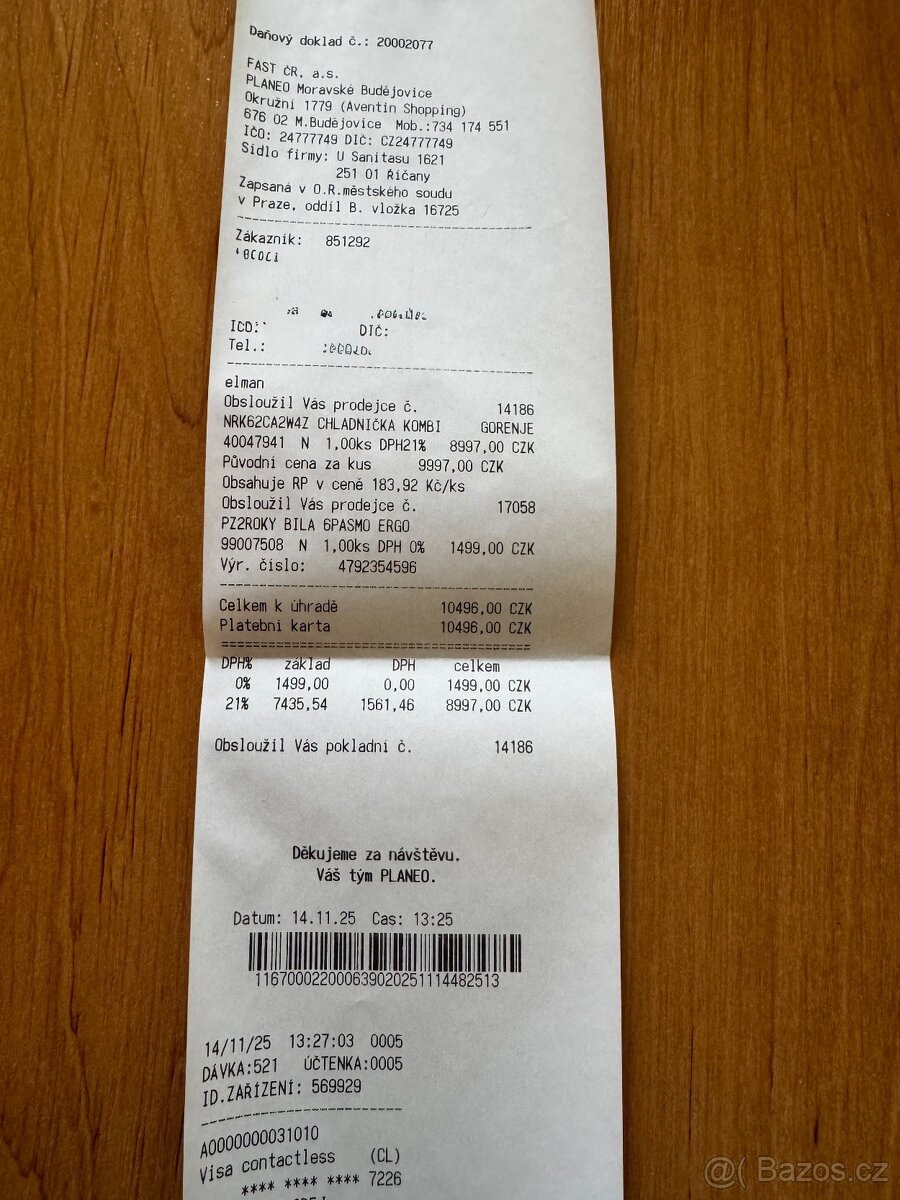 Daňový doklad č.: 20002077
FAST ČR, a.s.
PLANEO Moravské Budějovice
Okružní 1779 (Aventin Shopping)
676 02 M.Budějovice Mob.:734 174 551
IČO: 24777749 DIČ: CZ24777749
Sídlo firmy: U Sanitasu 1621
251 01 Říčany
Zapsaná v O.R.městského soudu
v Praze, oddíl B. vložka 16725
Zákazník: 851292
IČO: DIČ:
Tel.:
elman
Obsloužil Vás prodejce č. 14186
NRK62CA2W4Z CHLADNIČKA KOMBI GORENJE
40047941 N 1,00ks DPH21% 8997,00 CZK
Původní cena za kus 9997,00 CZK
Obsahuje RP v ceně 183,92 Kč/ks
Obsloužil Vás prodejce č. 17058
PZ2ROKY BILA 6PASMO ERGO
99007508 N 1,00ks DPH 0% 1499,00 CZK
Výr. číslo: 4792354596
Celkem k úhradě 10496,00 CZK
Platební karta 10496,00 CZK
DPH% základ DPH celkem
0% 1499,00 0,00 1499,00 CZK
21% 7435,54 1561,46 8997,00 CZK
Obsloužil Vás pokladní č. 14186
Děkujeme za návštěvu.
Váš tým PLANEO.
Datum: 14.11.25 Cas: 13:25
11670002200063902025111448​2513
14/11/25 13:27:03 0005
DÁVKA:521 ÚČTENKA:0005
ID.ZAŘÍZENÍ: 569929
A0000000031010
Visa contactless (CL)
**** **** **** 7226
@( Bazos.cz